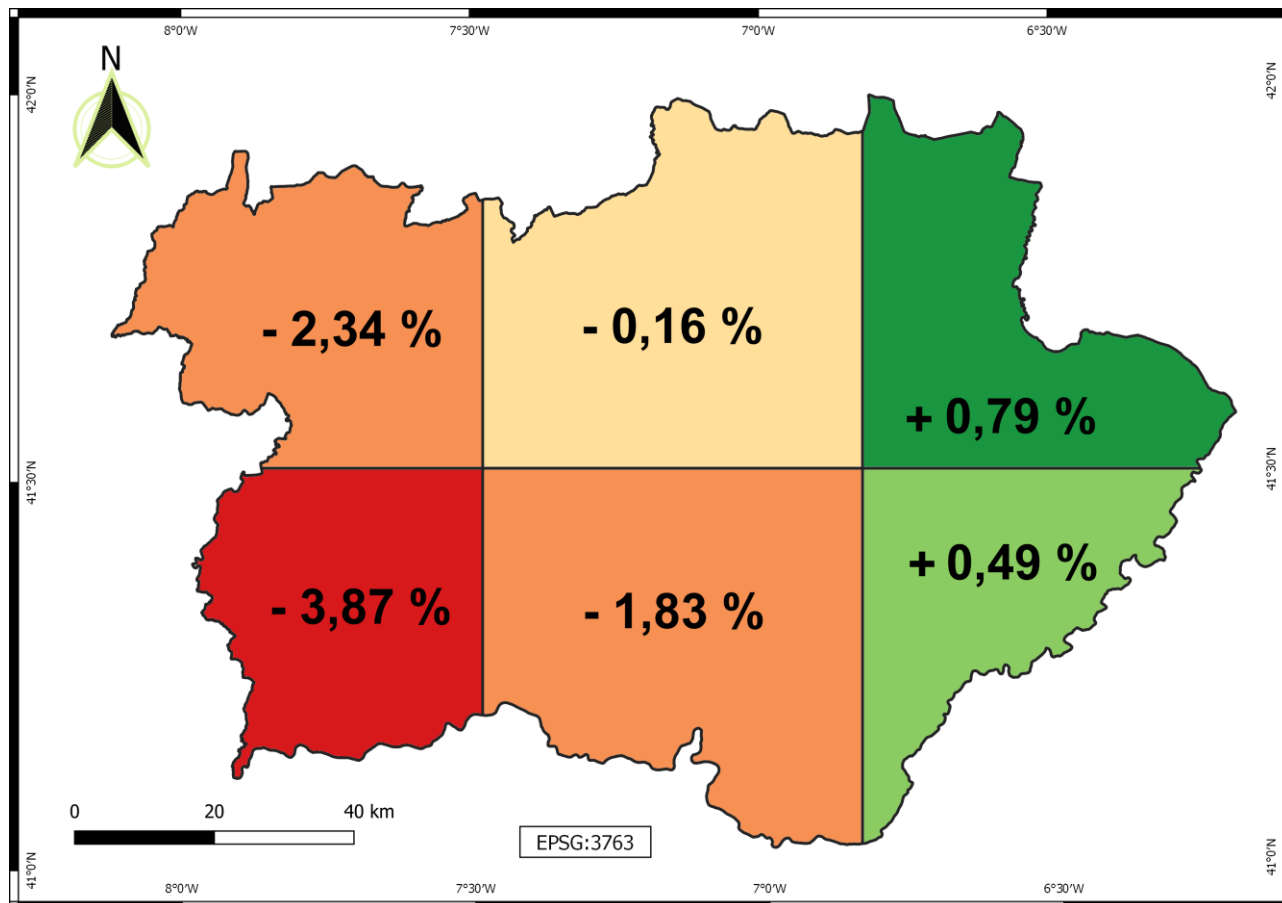 8°0'W 7°30'W 7°0'W 6°30'W
N
42°0'N 42°0'N
- 2,34 % - 0,16 %
+ 0,79 %
41°30'N 41°30'N
+ 0,49 %
- 3,87 % - 1,83 %
0 20 40 km
EPSG:3763
41°0'N 41°0'N
8°0'W 7°30'W 7°0'W 6°30'W